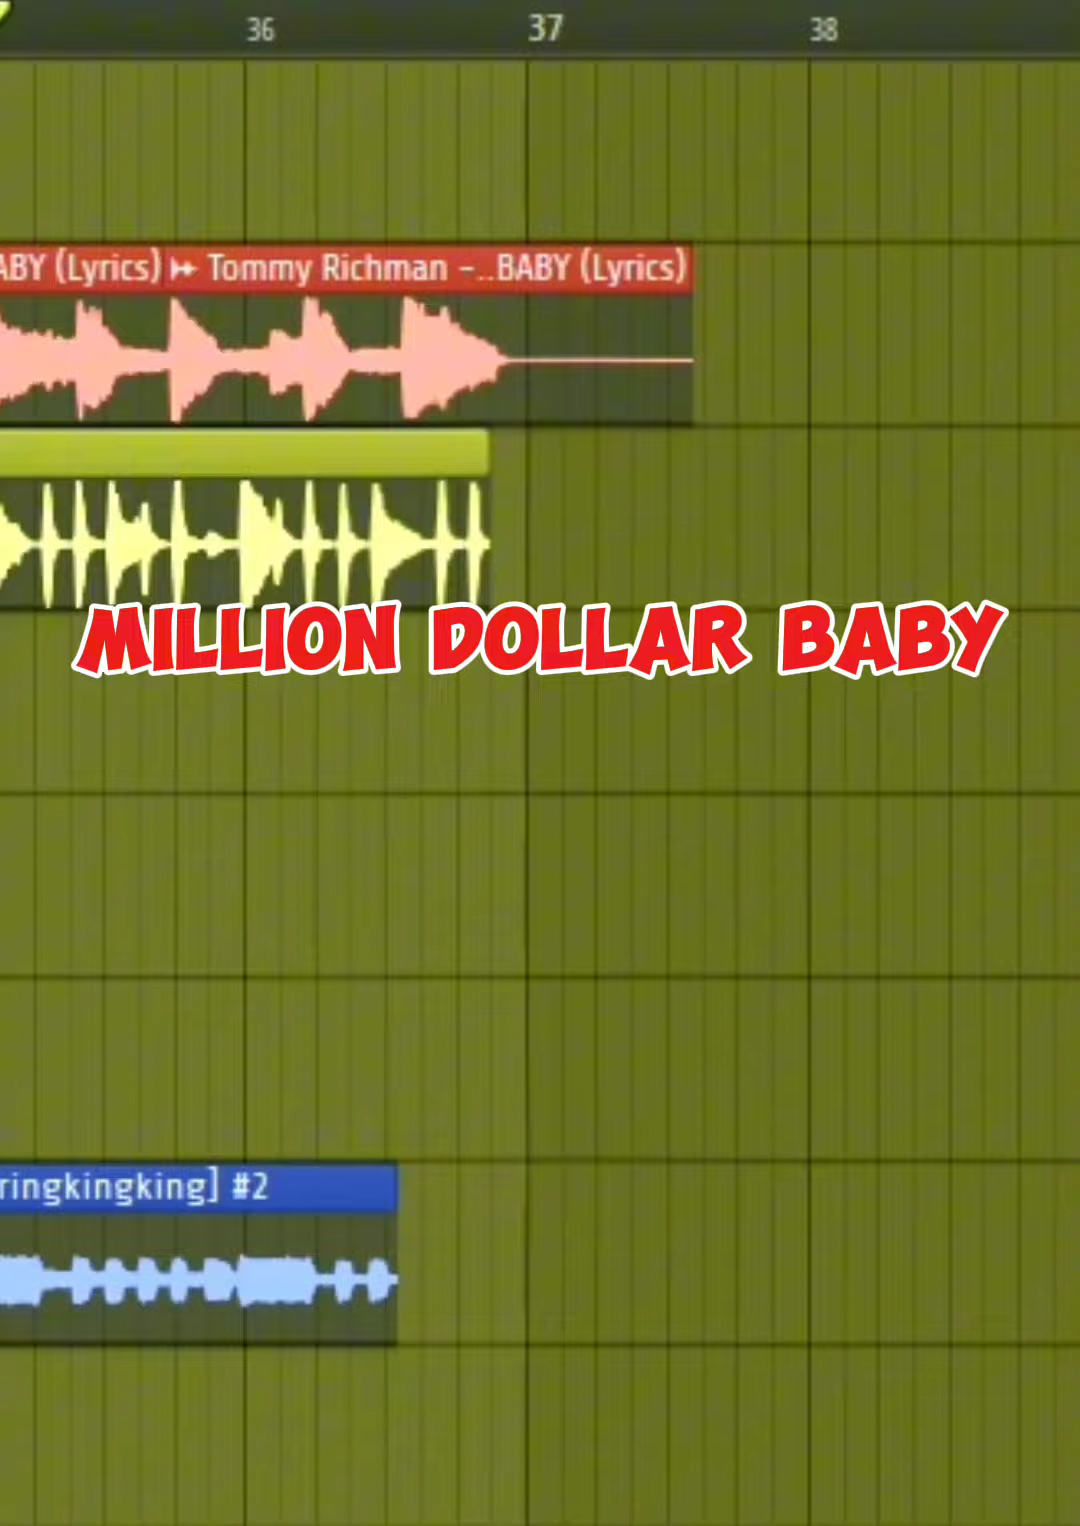 36 37 38
ABY (Lyrics) Tommy Richman -..BABY (Lyrics)
MILLION DOLLAR BABY
ringkingking] #2